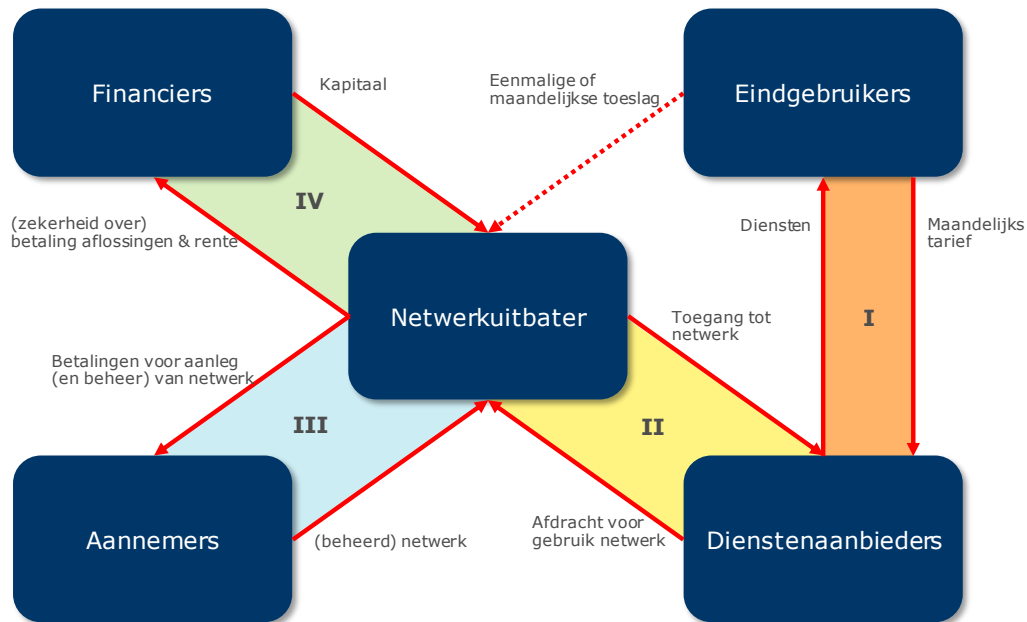 Financiers
Kapitaal
Eenmalige of
maandelijkse toeslag
Eindgebruikers
IV
(zekerheid over)
betaling aflossingen & rente
Diensten
Maandelijks
tarief
Netwerkuitbater
Toegang tot
netwerk
I
Betalingen voor aanleg
(en beheer) van netwerk
III
II
Aannemers
(beheerd) netwerk
Afdracht voor
gebruik netwerk
Dienstenaanbieders